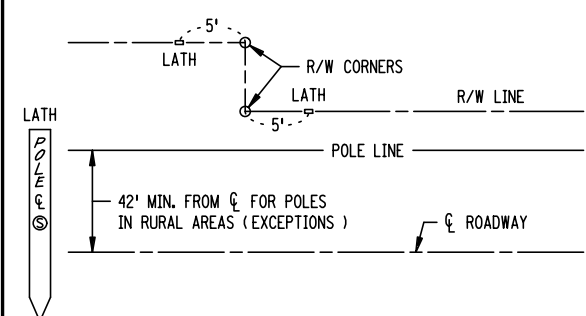 5'
LATH
R/W CORNERS
LATH
R/W LINE
5'
LATH
POLE ℄ Ⓢ
POLE LINE
42' MIN. FROM ℄ FOR POLES
IN RURAL AREAS (EXCEPTIONS )
℄ ROADWAY